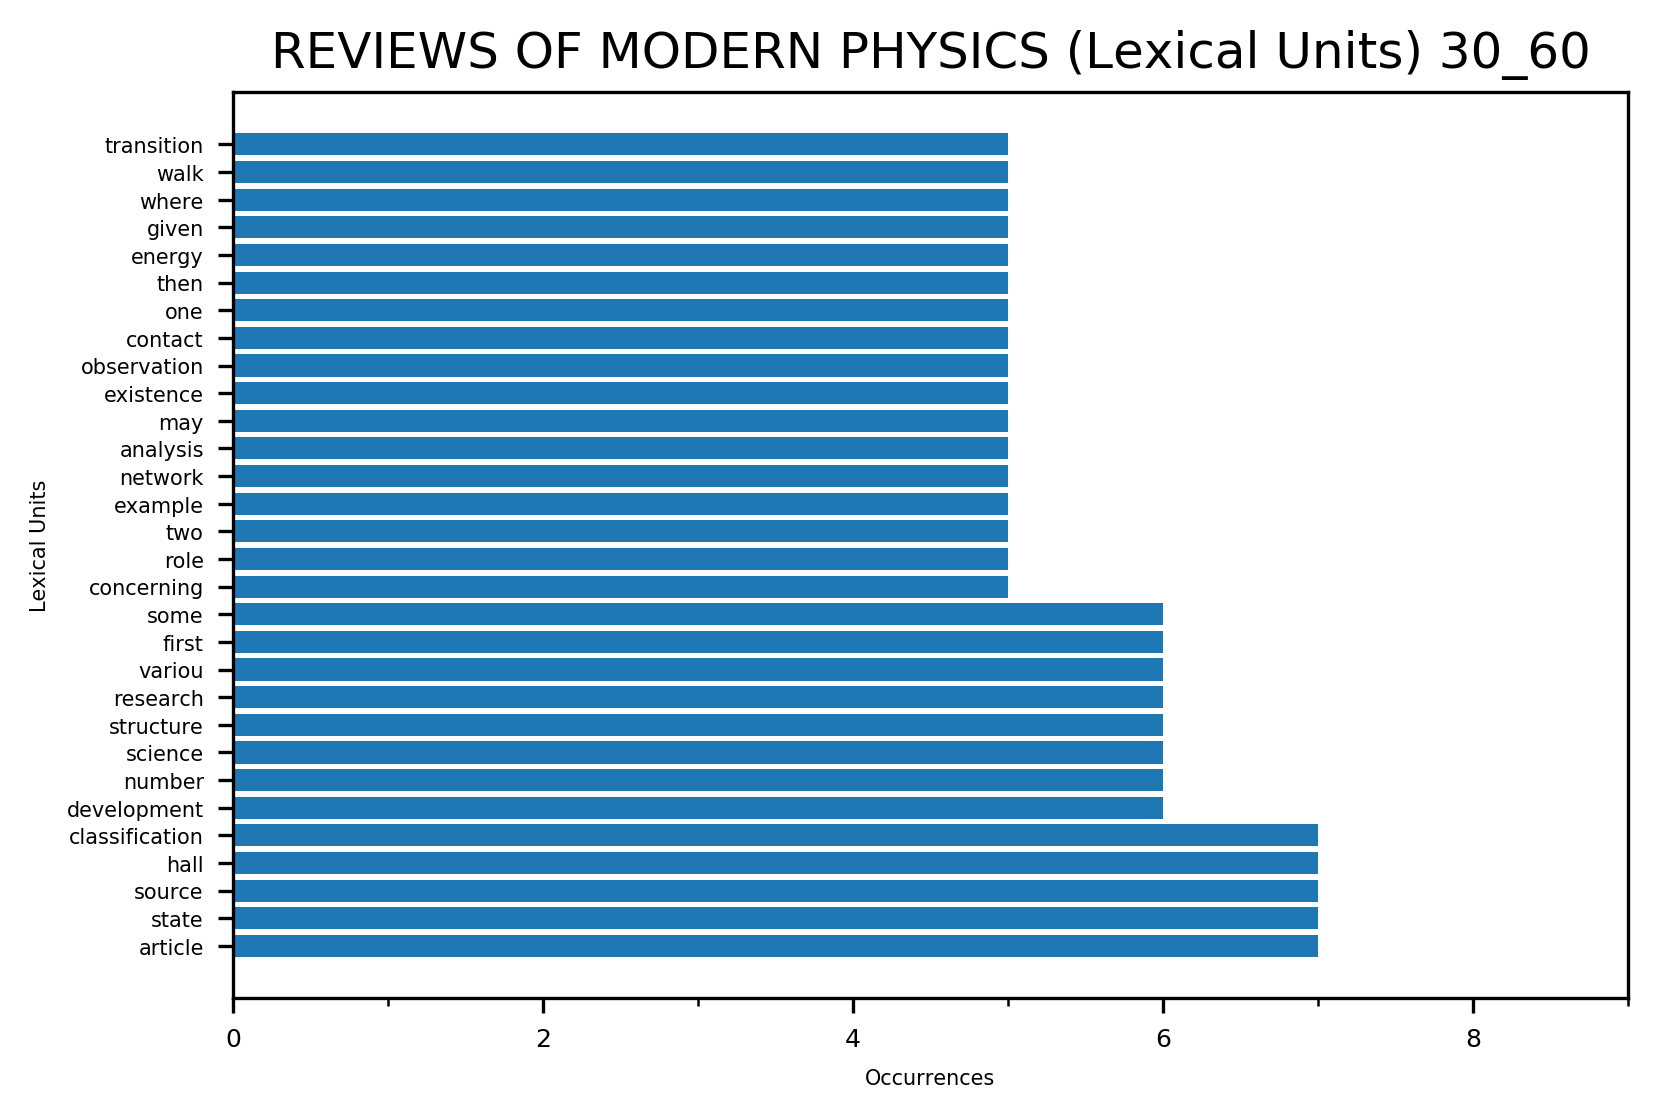 REVIEWS OF MODERN PHYSICS (Lexical Units) 30_60
transition
walk
where
given
energy
then
one
contact
observation
existence
may
analysis
network
example
two
role
concerning
some
first
variou
research
structure
science
number
development
classification
hall
source
state
article
Lexical Units
0 2 4 6 8
Occurrences